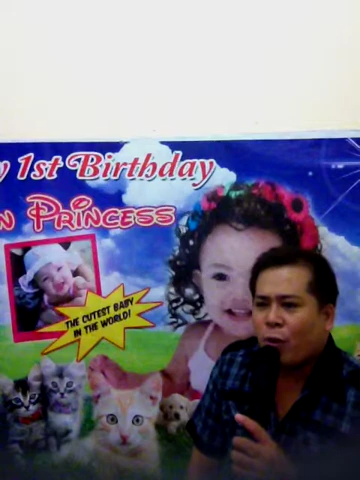 y 1st Birthday
n Princess
THE CUTEST BABY
IN THE WORLD!